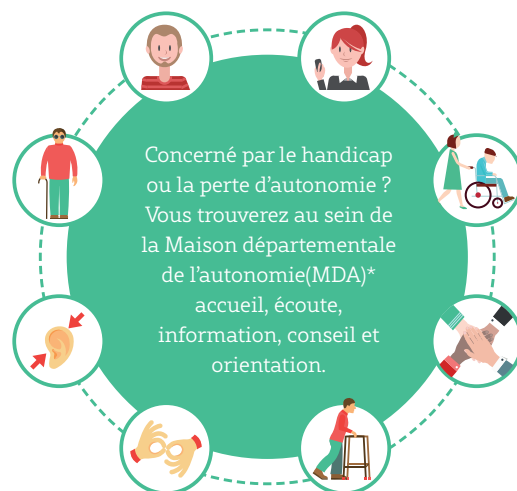 Concerné par le handicap
ou la perte d’autonomie ?
Vous trouverez au sein de
la Maison départementale
de l’autonomie(MDA)*
accueil, écoute,
information, conseil et
orientation.